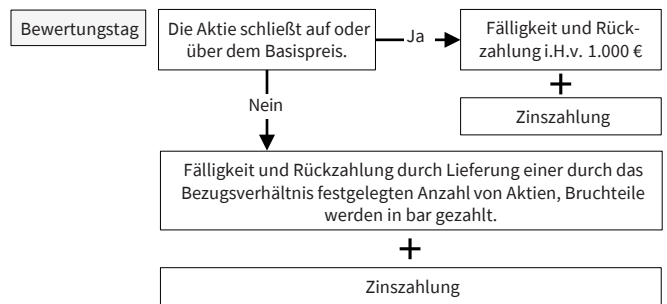 Bewertungstag
Die Aktie schließt auf oder
über dem Basispreis.
Ja
Fälligkeit und Rück-
zahlung i.H.v. 1.000 €
+
Zinszahlung
Nein
Fälligkeit und Rückzahlung durch Lieferung einer durch das
Bezugsverhältnis festgelegten Anzahl von Aktien, Bruchteile
werden in bar gezahlt.
+
Zinszahlung